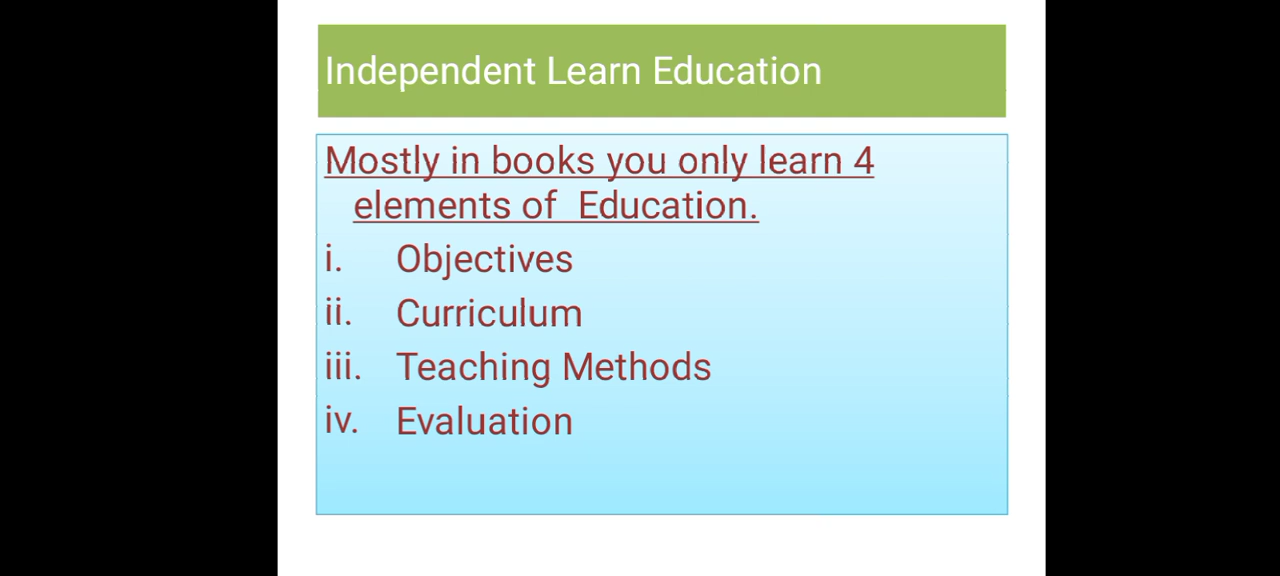 Independent Learn Education
Mostly in books you only learn 4
elements of  Education.
i. Objectives
ii. Curriculum
iii. Teaching Methods
iv. Evaluation